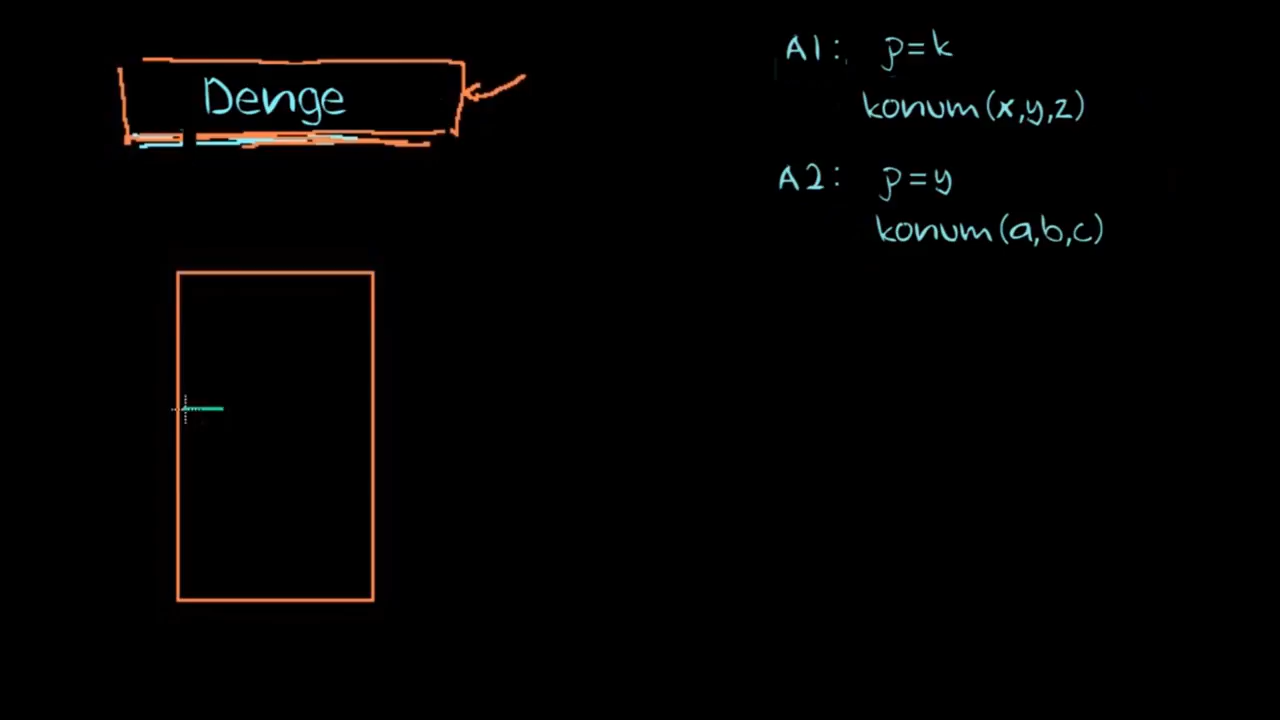 Denge
A1: p=k
konum(x,y,z)
A2: p=y
konum(a,b,c)